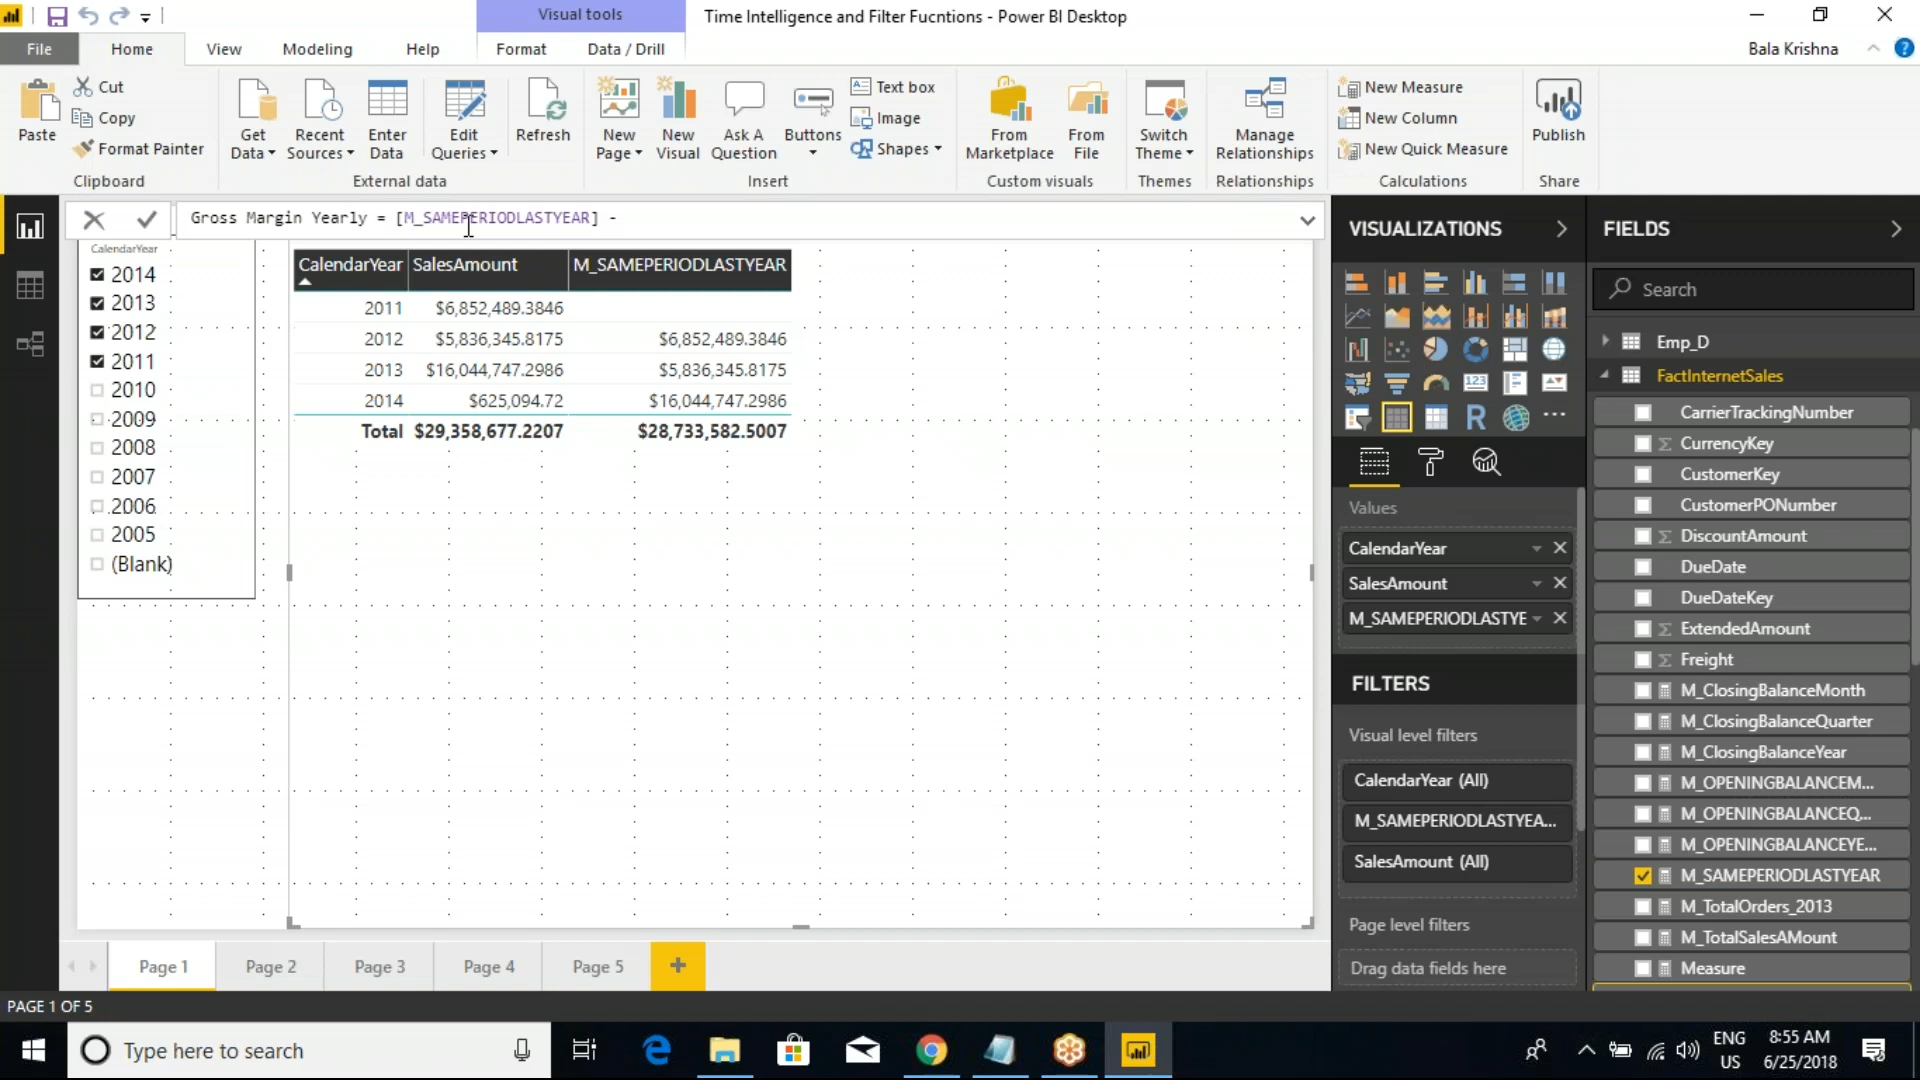 Visual tools
Time Intelligence and Filter Fucntions - Power BI Desktop
File
Home
View
Modeling
Help
Format
Data / Drill
Bala Krishna
Paste
Cut
Copy
Format Painter
Clipboard
Get Data
Recent Sources
Enter Data
Edit Queries
Refresh
External data
New Page
New Visual
Ask A Question
Buttons
Text box
Image
Shapes
Insert
From Marketplace
From File
Custom visuals
Switch Theme
Themes
Manage Relationships
Relationships
New Measure
New Column
New Quick Measure
Calculations
Publish
Share
Gross Margin Yearly = [M_SAMEPERIODLASTYEAR] -
CalendarYear
2014
2013
2012
2011
2010
2009
2008
2007
2006
2005
(Blank)
CalendarYear SalesAmount M_SAMEPERIODLASTYEAR
2011 $6,852,489.3846
2012 $5,836,345.8175 $6,852,489.3846
2013 $16,044,747.2986 $5,836,345.8175
2014 $625,094.72 $16,044,747.2986
Total $29,358,677.2207 $28,733,582.5007
VISUALIZATIONS
Values
CalendarYear
SalesAmount
M_SAMEPERIODLASTYE
FILTERS
Visual level filters
CalendarYear (All)
M_SAMEPERIODLASTYEA...
SalesAmount (All)
Page level filters
Drag data fields here
FIELDS
Search
Emp_D
FactInternetSales
CarrierTrackingNumber
CurrencyKey
CustomerKey
CustomerPONumber
DiscountAmount
DueDate
DueDateKey
ExtendedAmount
Freight
M_ClosingBalanceMonth
M_ClosingBalanceQuarter
M_ClosingBalanceYear
M_OPENINGBALANCEM...
M_OPENINGBALANCEQ...
M_OPENINGBALANCEYE...
M_SAMEPERIODLASTYEAR
M_TotalOrders_2013
M_TotalSalesAMount
Measure
Page 1
Page 2
Page 3
Page 4
Page 5
PAGE 1 OF 5
Type here to search
ENG
US
8:55 AM
6/25/2018